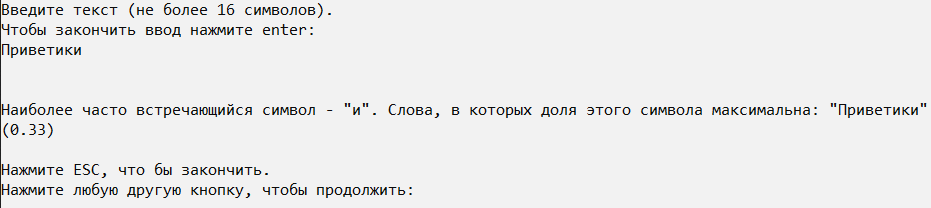 Введите текст (не более 16 символов).
Чтобы закончить ввод нажмите enter:
Приветики
Наиболее часто встречающийся символ - "и". Слова, в которых доля этого символа максимальна: "Приветики"
(0.33)
Нажмите ESC, что бы закончить.
Нажмите любую другую кнопку, чтобы продолжить: